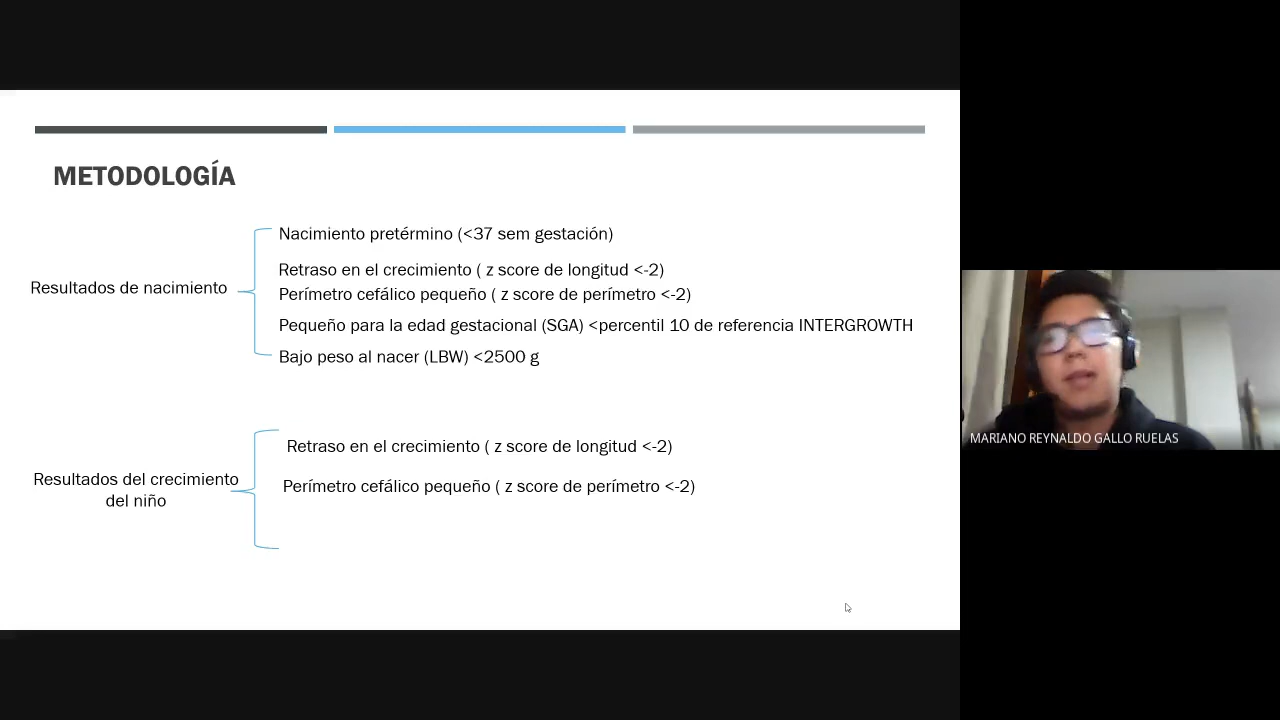 METODOLOGÍA
Resultados de nacimiento
Nacimiento pretérmino (<37 sem gestación)
Retraso en el crecimiento ( z score de longitud <-2)
Perímetro cefálico pequeño ( z score de perímetro <-2)
Pequeño para la edad gestacional (SGA) <percentil 10 de referencia INTERGROWTH
Bajo peso al nacer (LBW) <2500 g
Resultados del crecimiento
del niño
Retraso en el crecimiento ( z score de longitud <-2)
Perímetro cefálico pequeño ( z score de perímetro <-2)
MARIANO REYNALDO GALLO RUELAS